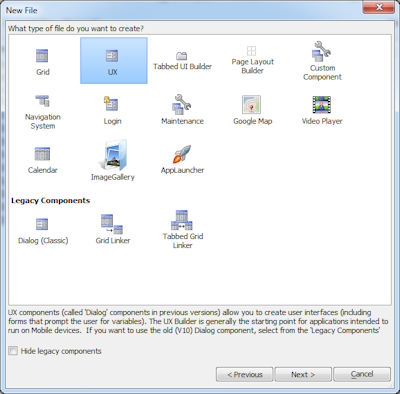 New File
What type of file do you want to create?
Grid
UX
Tabbed UI Builder
Page Layout
Builder
Custom
Component
Navigation
System
Login
Maintenance
Google Map
Video Player
Calendar
ImageGallery
AppLauncher
Legacy Components
Dialog (Classic)
Grid Linker
Tabbed Grid
Linker
UX components (called 'Dialog' components in previous versions) allow you to create user interfaces (including
forms that prompt the user for variables). The UX Builder is generally the starting point for applications intended to
run on Mobile devices. If you want to use the old (V10) Dialog component, select from the 'Legacy Components'
Hide legacy components
< Previous
Next >
Cancel